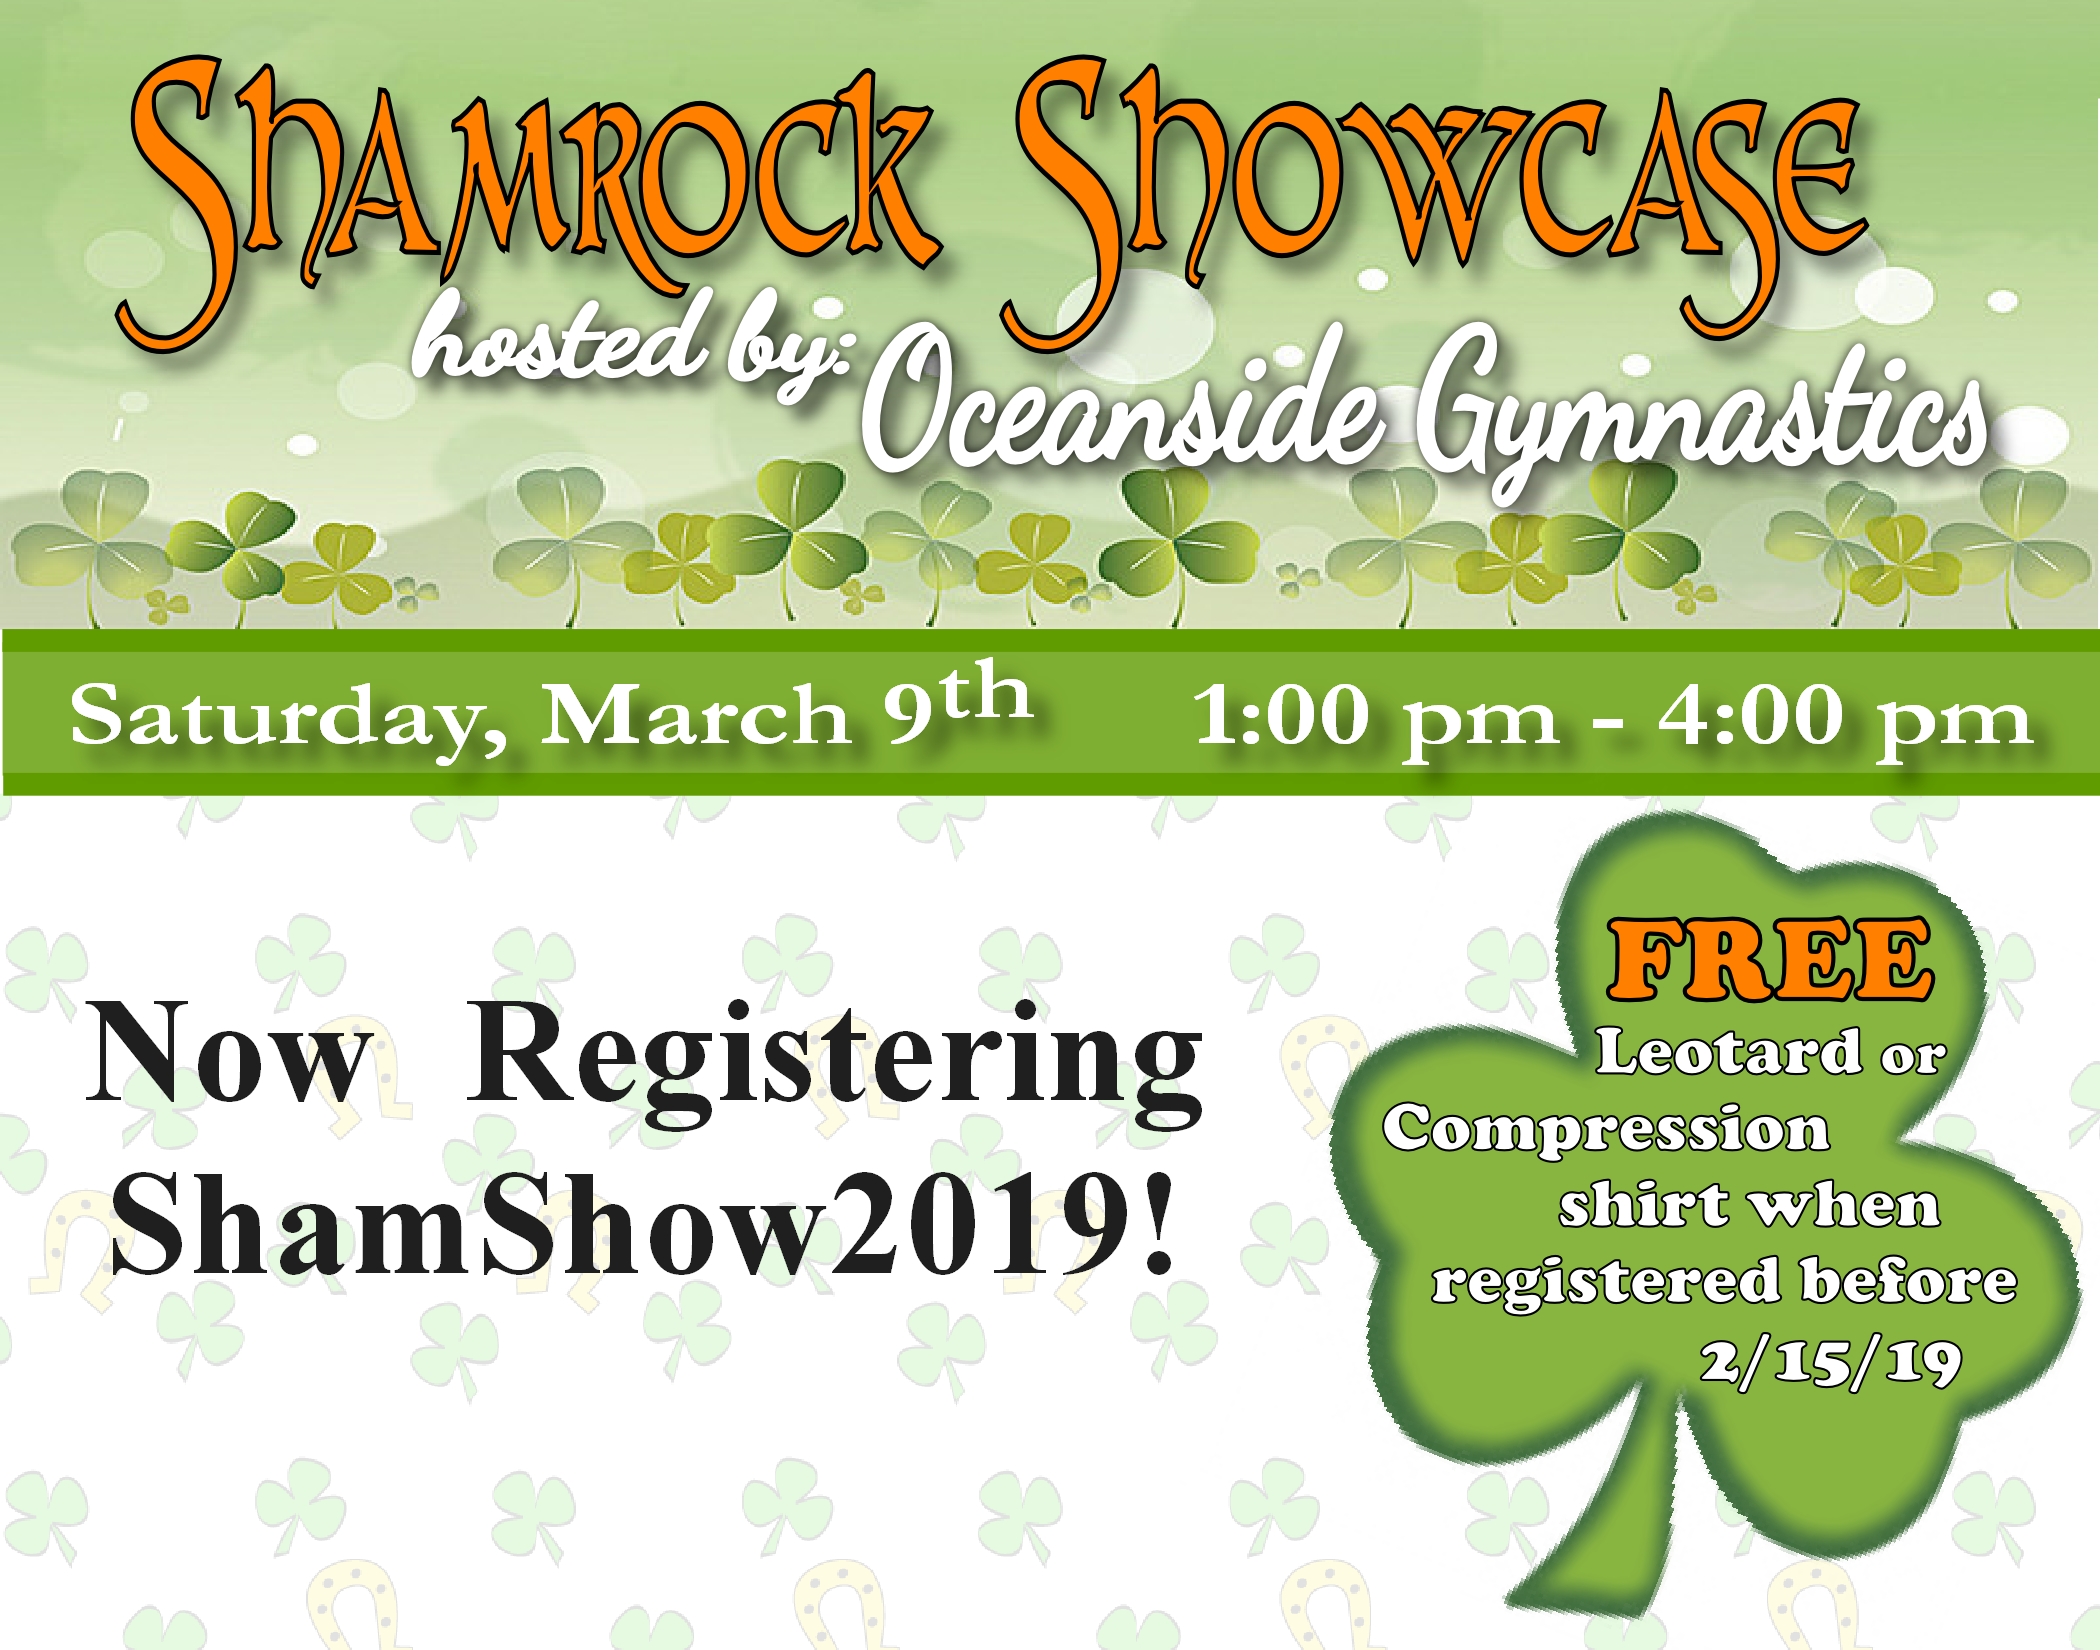 Shamrock Showcase
hosted by: Oceanside Gymnastics
Saturday, March 9th 1:00 pm - 4:00 pm
Now Registering
ShamShow2019!
FREE
Leotard or
Compression
shirt when
registered before
2/15/19